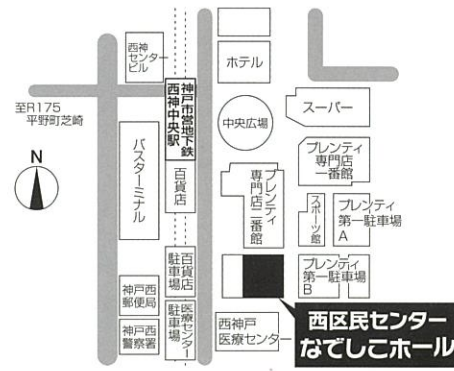 西神
センター
ビル
ホテル
スーパー
至R175
平野町芝崎
神戸市営地下鉄
西神中央駅
中央広場
N
バスターミナル
百貨店
プレンティ
専門店
一番館
プレンティ
専門店二番館
スポーツ館
プレンティ
第一駐車場
A
百貨店
駐車場
プレンティ
第一駐車場
B
神戸西
郵便局
神戸西
警察署
医療センター
駐車場
西神戸
医療センター
西区民センター
なでしこホール